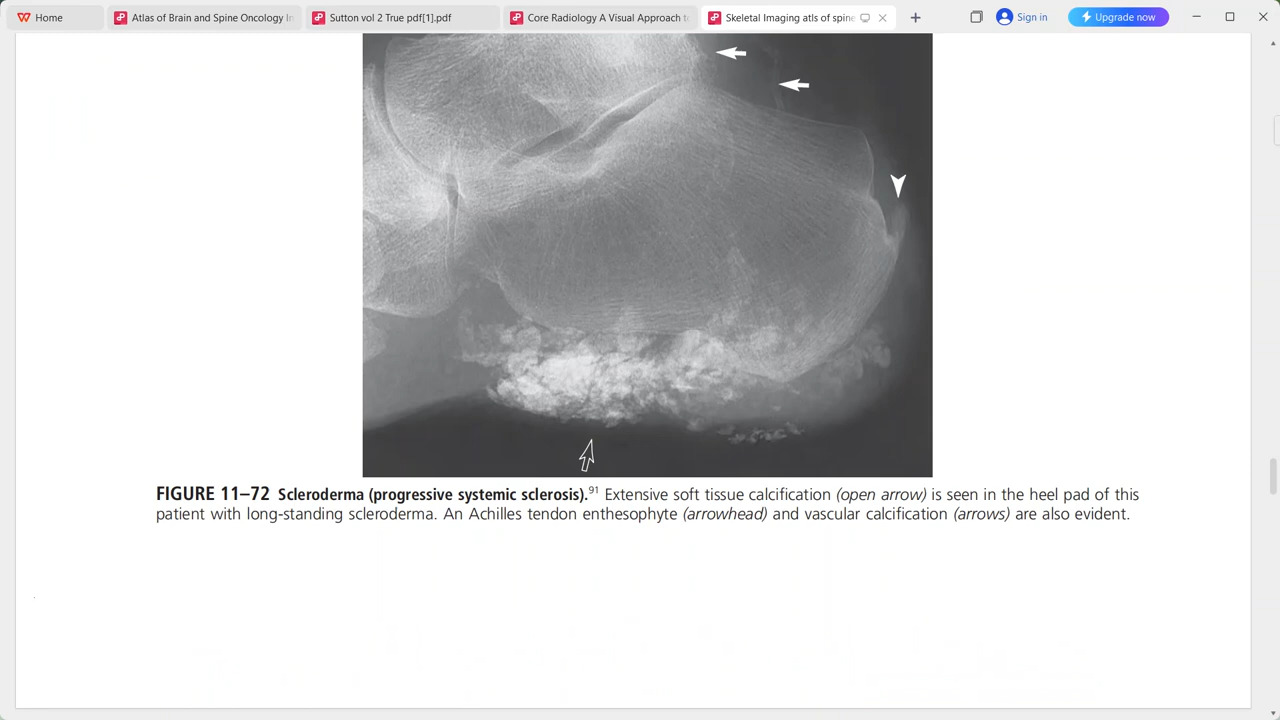 Home
Atlas of Brain and Spine Oncology I
Sutton vol 2 True pdf[1].pdf
Core Radiology A Visual Approach t
Skeletal Imaging atls of spine
Sign in
Upgrade now
FIGURE 11–72 Scleroderma (progressive systemic sclerosis).91 Extensive soft tissue calcification (open arrow) is seen in the heel pad of this
patient with long-standing scleroderma. An Achilles tendon enthesophyte (arrowhead) and vascular calcification (arrows) are also evident.